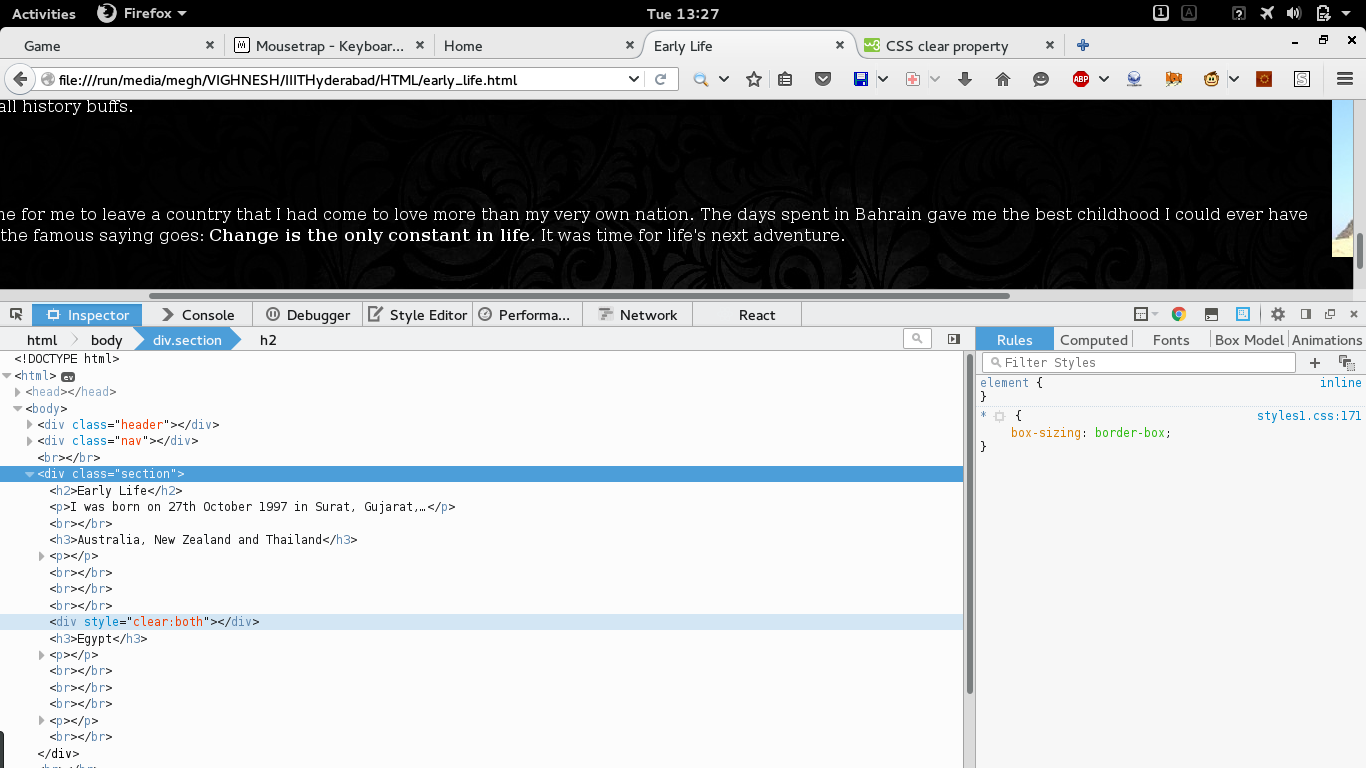 Activities Firefox Tue 13:27 1 A
Game Mousetrap - Keyboar... Home Early Life CSS clear property
file:///run/media/megh/VIGHNESH/IIITHyderabad/HTML/early_life.html ABP
all history buffs.
me for me to leave a country that I had come to love more than my very own nation. The days spent in Bahrain gave me the best childhood I could ever have
the famous saying goes: Change is the only constant in life. It was time for life's next adventure.
Inspector Console Debugger Style Editor Performa... Network React
html body div.section h2
Rules Computed Fonts Box Model Animations
Filter Styles
<!DOCTYPE html>
<html> ev
<head></head>
<body>
<div class="header"></div>
<div class="nav"></div>
<br></br>
<div class="section">
<h2>Early Life</h2>
<p>I was born on 27th October 1997 in Surat, Gujarat,…</p>
<br></br>
<h3>Australia, New Zealand and Thailand</h3>
<p></p>
<br></br>
<br></br>
<br></br>
<div style="clear:both"></div>
<h3>Egypt</h3>
<p></p>
<br></br>
<br></br>
<br></br>
<p></p>
<br></br>
</div>
element { inline
}
* { styles1.css:171
box-sizing: border-box;
}